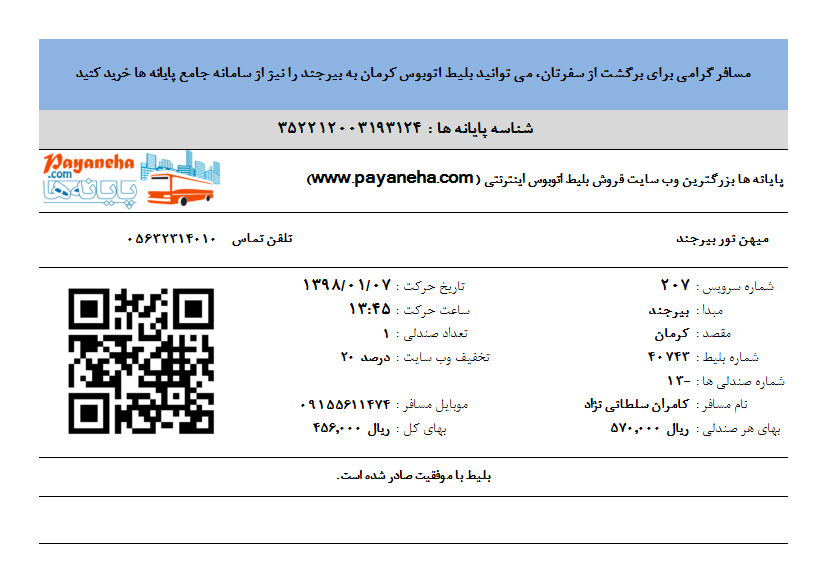 مسافر گرامی برای برگشت از سفرتان، می توانید بلیط اتوبوس کرمان به بیرجند را نیز از سامانه جامع پایانه ها خرید کنید
شناسه پایانه ها : ۳۵۲۲۱۲۰۰۳۱۹۳۱۲۴
Payaneha
.com
پایانه‌ها
پایانه ها بزرگترین وب سایت فروش بلیط اتوبوس اینترنتی (www.payaneha.com)
میهن تور بیرجند
تلفن تماس ۰۵۶۳۲۳۱۴۰۱۰
شماره سرویس : ۲۰۷
تاریخ حرکت : ۱۳۹۸/۰۱/۰۷
مبدا : بیرجند
ساعت حرکت : ۱۳:۴۵
مقصد : کرمان
تعداد صندلی : ۱
شماره بلیط : ۴۰۷۴۳
تخفیف وب سایت : ۲۰ درصد
شماره صندلی ها : ۱۳-
نام مسافر : کامران سلطانی نژاد
موبایل مسافر : ۰۹۱۵۵۶۱۱۴۷۴
بهای هر صندلی : ۵۷۰,۰۰۰ ریال
بهای کل : ۴۵۶,۰۰۰ ریال
بلیط با موفقیت صادر شده است.